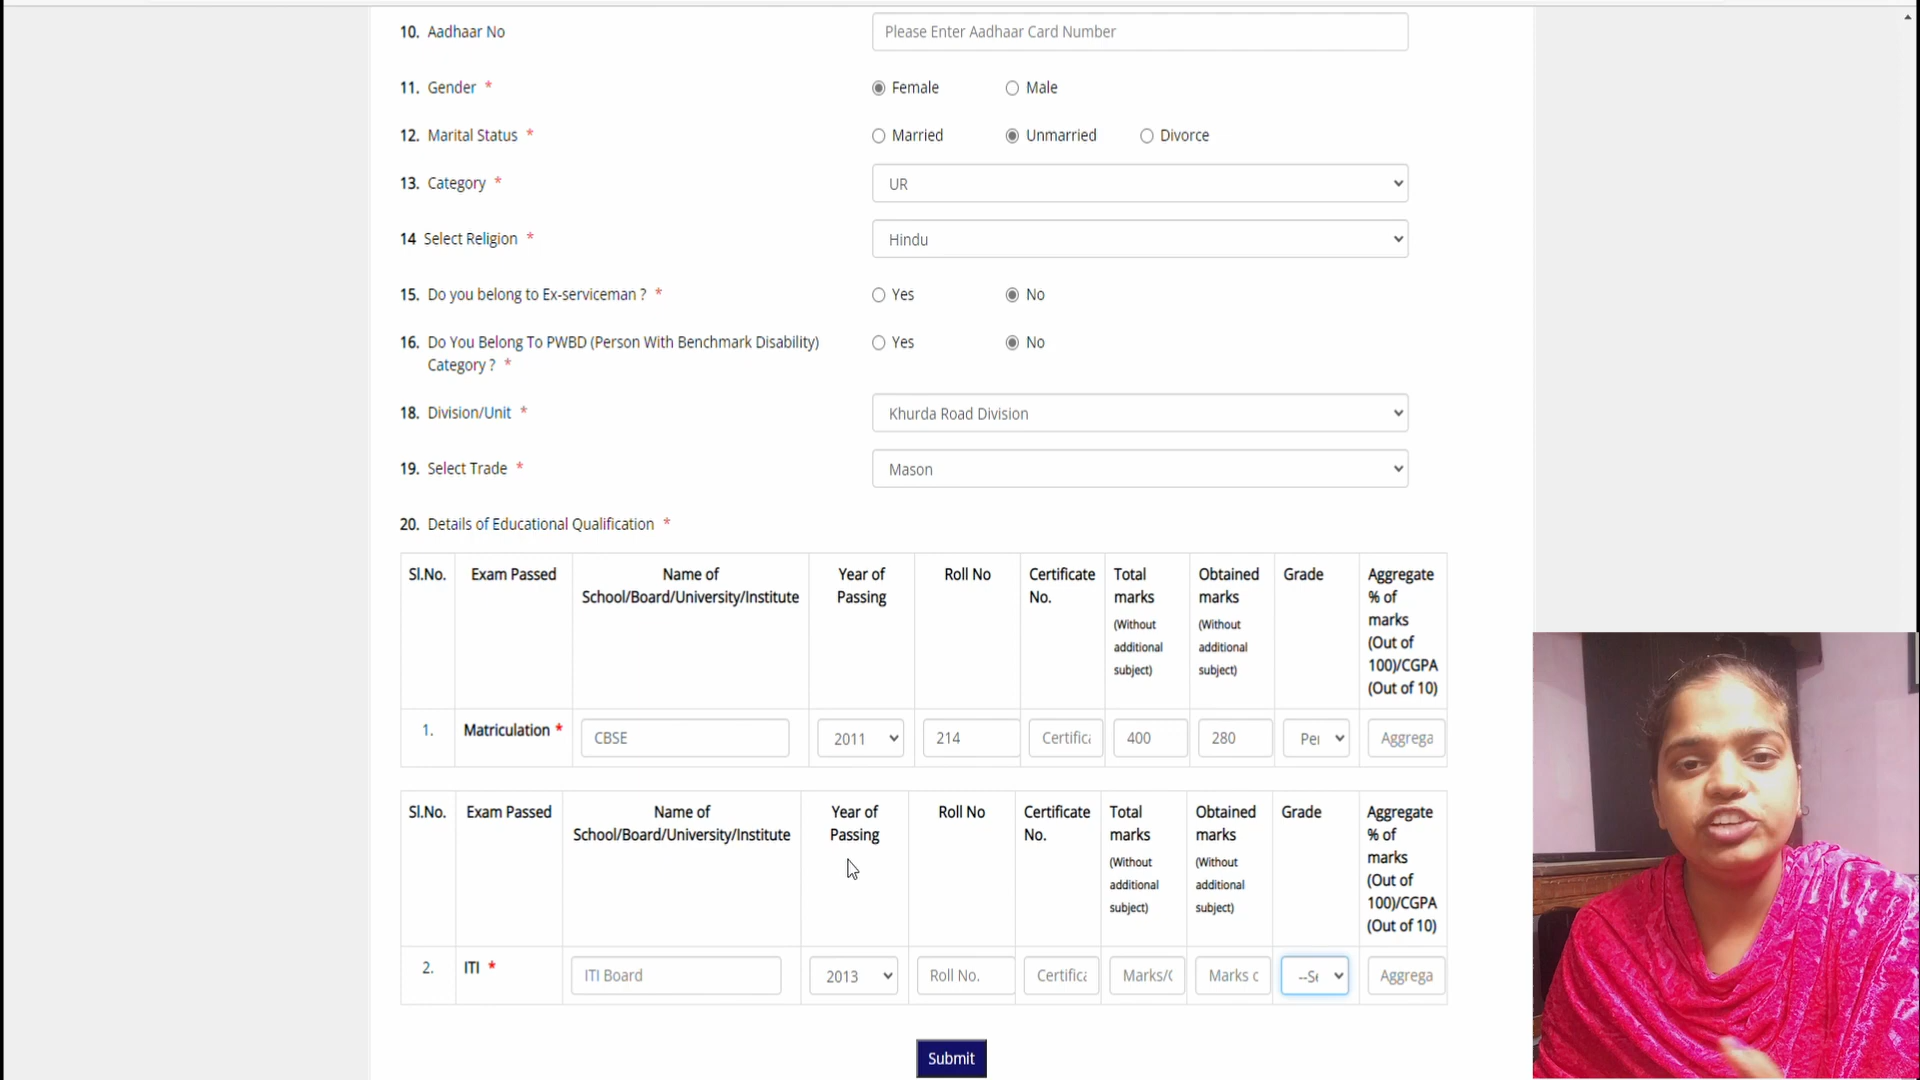 10. Aadhaar No
Please Enter Aadhaar Card Number
11. Gender *
Female
Male
12. Marital Status *
Married
Unmarried
Divorce
13. Category *
UR
14 Select Religion *
Hindu
15. Do you belong to Ex-serviceman ? *
Yes
No
16. Do You Belong To PWBD (Person With Benchmark Disability)
Category ? *
Yes
No
18. Division/Unit *
Khurda Road Division
19. Select Trade *
Mason
20. Details of Educational Qualification *
Sl.No.
Exam Passed
Name of
School/Board/University/Institute
Year of
Passing
Roll No
Certificate
No.
Total
marks
(Without
additional
subject)
Obtained
marks
(Without
additional
subject)
Grade
Aggregate
% of
marks
(Out of
100)/CGPA
(Out of 10)
1.
Matriculation *
CBSE
2011
214
Certifica
400
280
Per
Aggrega
Sl.No.
Exam Passed
Name of
School/Board/University/Institute
Year of
Passing
Roll No
Certificate
No.
Total
marks
(Without
additional
subject)
Obtained
marks
(Without
additional
subject)
Grade
Aggregate
% of
marks
(Out of
100)/CGPA
(Out of 10)
2.
ITI *
ITI Board
2013
Roll No.
Certifica
Marks/C
Marks c
--Se
Aggrega
Submit